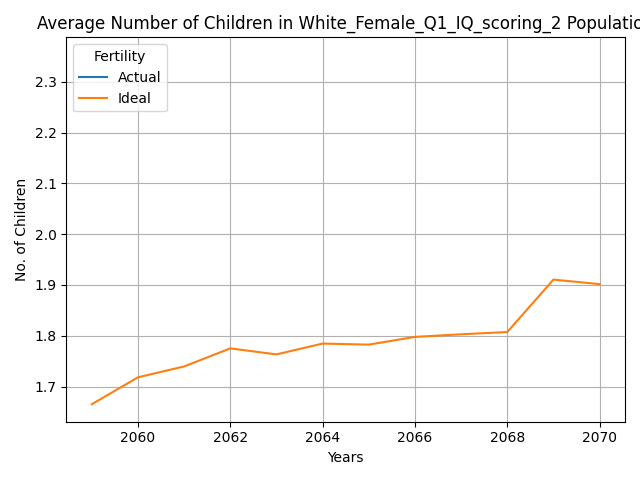 Average Number of Children in White_Female_Q1_IQ_scoring_2 Populatio
Fertility
Actual
Ideal
2.3
2.2
2.1
2.0
1.9
1.8
1.7
No. of Children
2060 2062 2064 2066 2068 2070
Years